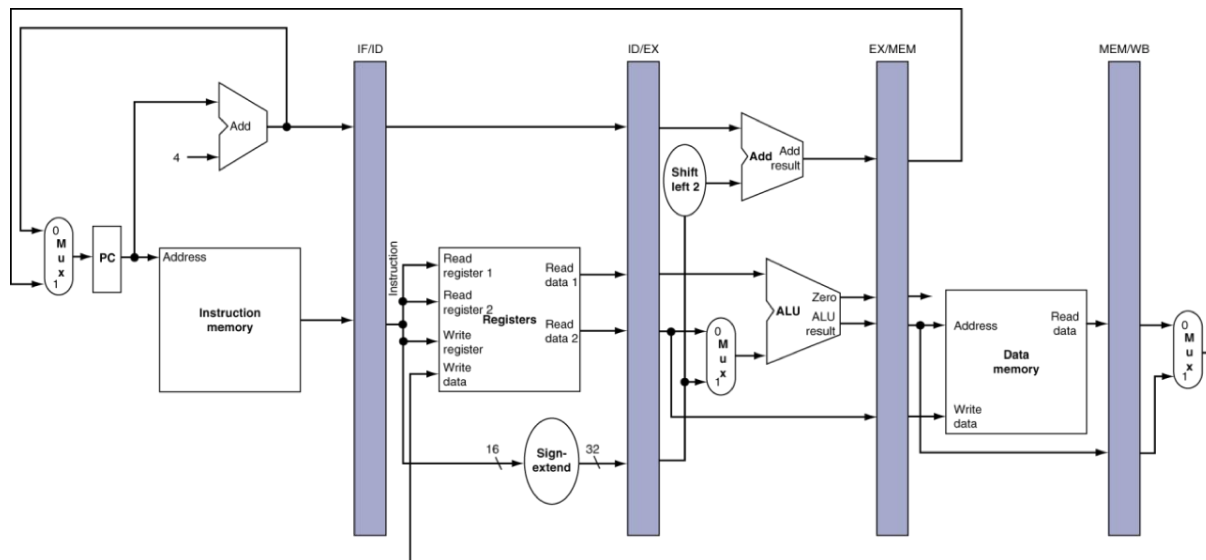 IF/ID
ID/EX
EX/MEM
MEM/WB
Add
4
Add
Add
result
Shift
left 2
0
M
u
x
1
PC
Address
Instruction
memory
Instruction
Read
register 1
Read
register 2
Write
register
Write
data
Registers
Read
data 1
Read
data 2
0
M
u
x
1
Zero
ALU
ALU
result
Address
Read
data
Data
memory
Write
data
0
M
u
x
1
16
Sign-
extend
32